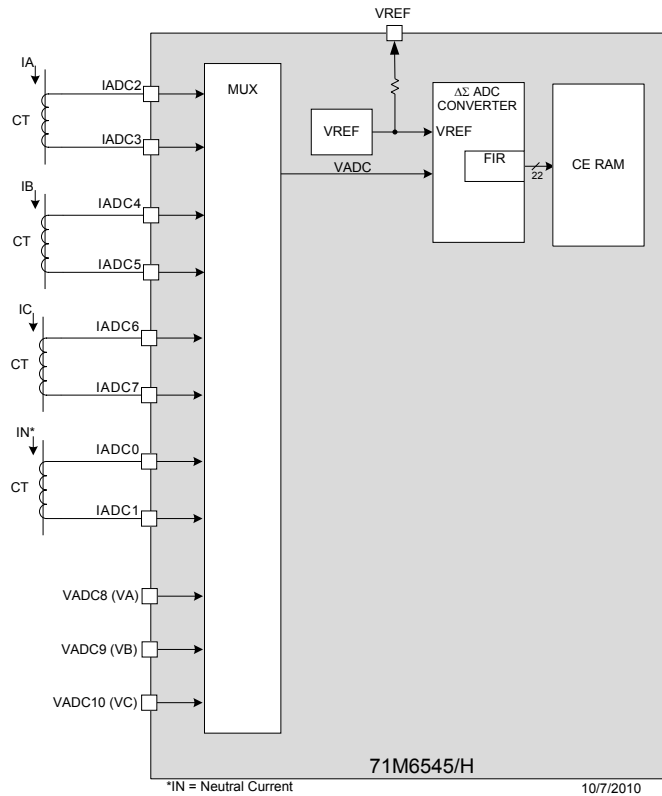 VREF
IA
IADC2
CT
IADC3
MUX
ΔΣ ADC
CONVERTER
VREF
VREF
FIR
VADC
22
CE RAM
IB
IADC4
CT
IADC5
IC
IADC6
CT
IADC7
IN*
IADC0
CT
IADC1
VADC8 (VA)
VADC9 (VB)
VADC10 (VC)
71M6545/H
*IN = Neutral Current
10/7/2010